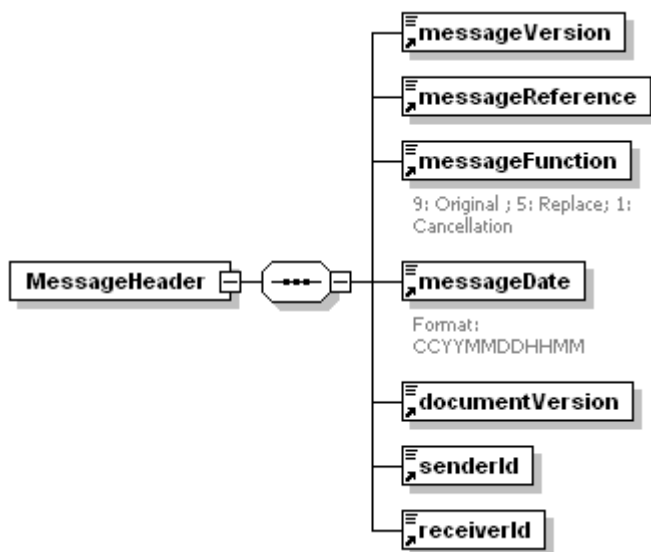 messageVersion
messageReference
messageFunction
9: Original ; 5: Replace; 1:
Cancellation
MessageHeader
messageDate
Format:
CCYYMMDDHHMM
documentVersion
senderId
receiverId